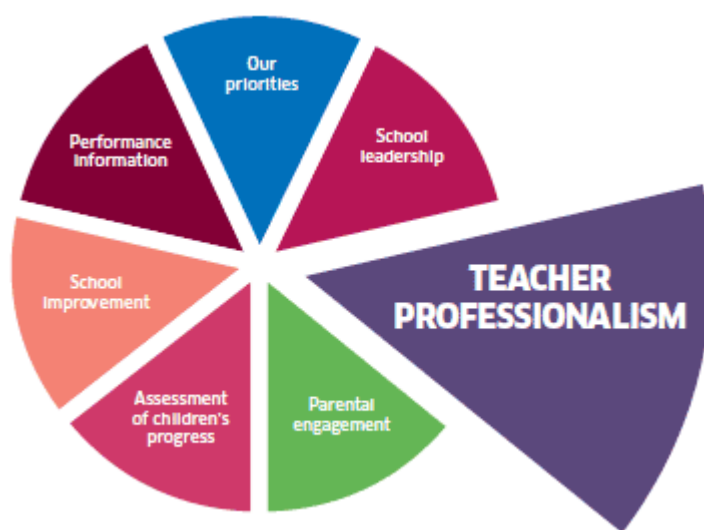 Our
priorities
School
leadership
TEACHER
PROFESSIONALISM
Parental
engagement
Assessment
of children's
progress
School
improvement
Performance
information